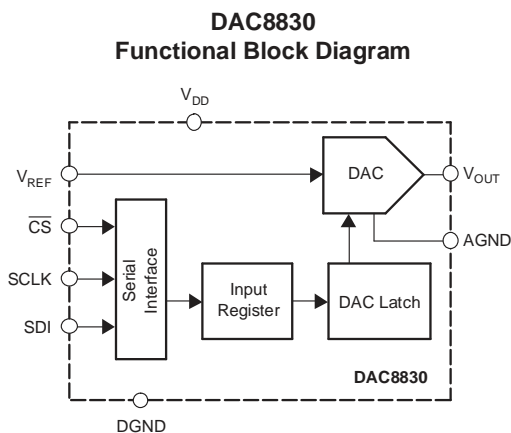 DAC8830
Functional Block Diagram
VDD
VREF
DAC
VOUT
CS
AGND
SCLK
Serial
Interface
Input
Register
DAC Latch
SDI
DAC8830
DGND